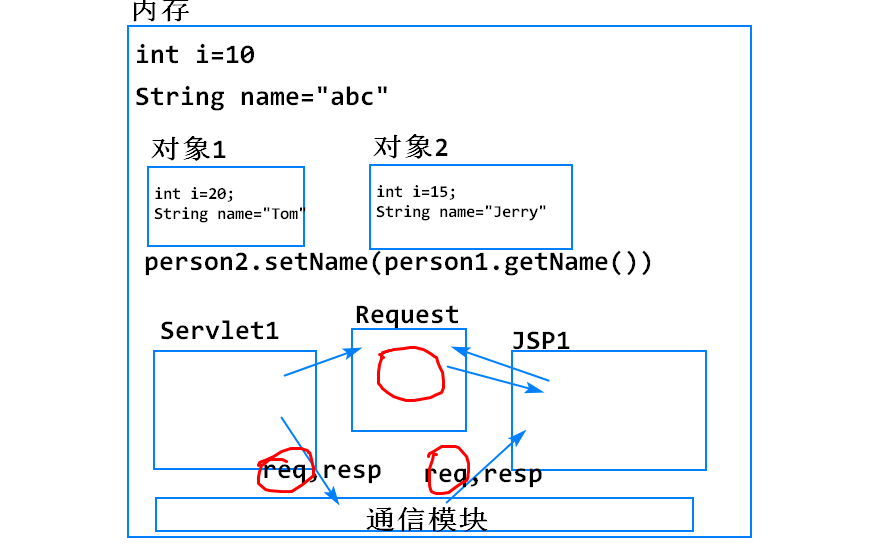 内存
int i=10
String name="abc"
对象1
int i=20;
String name="Tom"
对象2
int i=15;
String name="Jerry"
person2.setName(person1.getName())
Servlet1
Request
JSP1
req,resp
req,resp
通信模块